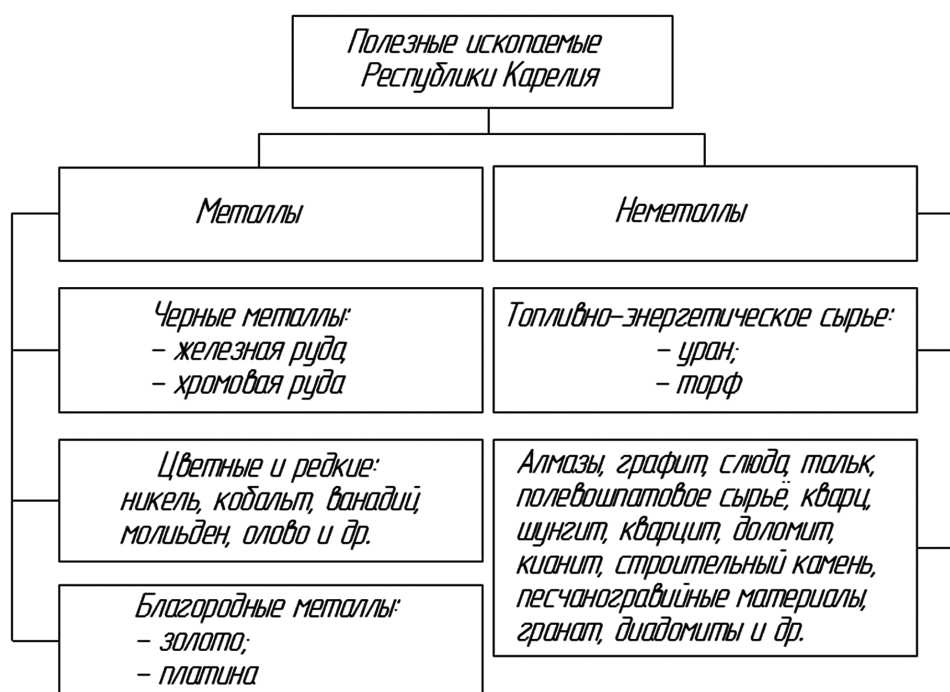 Полезные ископаемые
Республики Карелия
Металлы
Неметаллы
Черные металлы:
- железная руда,
- хромовая руда
Топливно-энергетическое сырье:
- уран;
- торф
Цветные и редкие:
никель, кобальт, ванадий,
молиьден, олово и др.
Алмазы, графит, слюда, тальк,
полевошпатовое сырьё, кварц,
шунгит, кварцит, доломит,
кианит, строительный камень,
песчаногравийные материалы,
гранат, диадомиты и др.
Благородные металлы:
- золото;
- платина